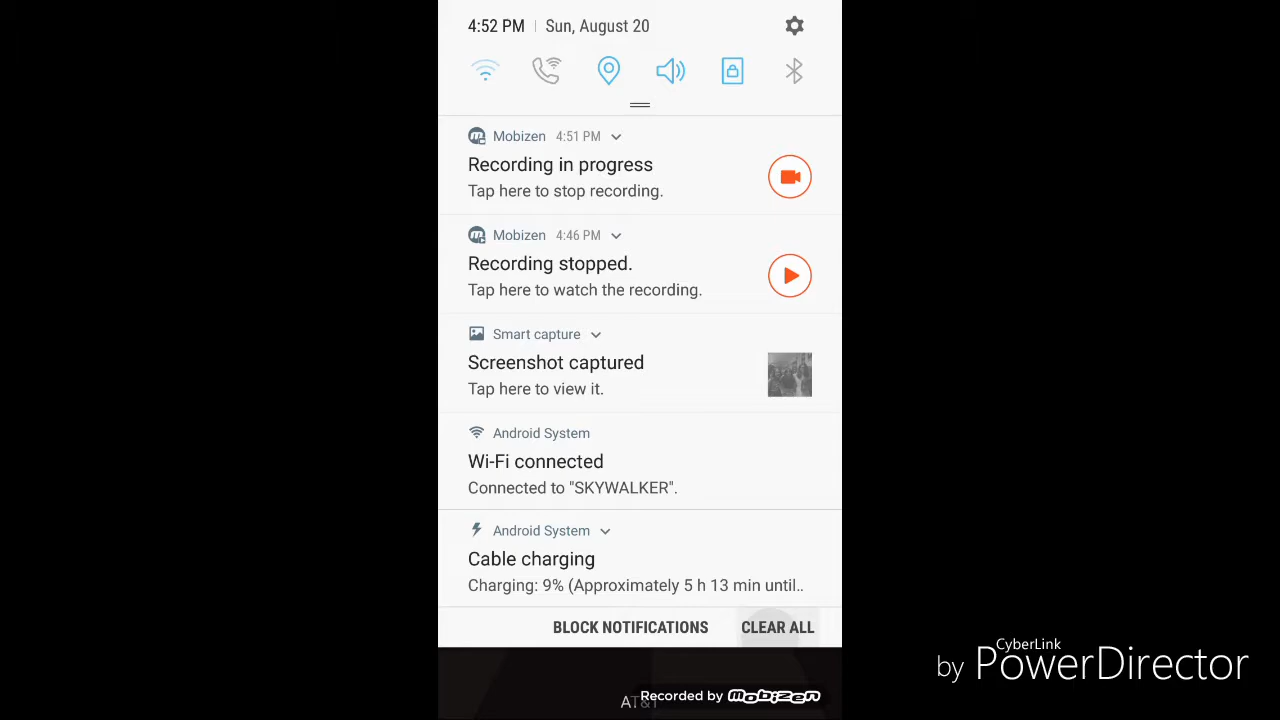 4:52 PM | Sun, August 20
Mobizen 4:51 PM
Recording in progress
Tap here to stop recording.
Mobizen 4:46 PM
Recording stopped.
Tap here to watch the recording.
Smart capture
Screenshot captured
Tap here to view it.
Android System
Wi-Fi connected
Connected to "SKYWALKER".
Android System
Cable charging
Charging: 9% (Approximately 5 h 13 min until..
BLOCK NOTIFICATIONS CLEAR ALL
AT&T
Recorded by mobizen
CyberLink
by PowerDirector